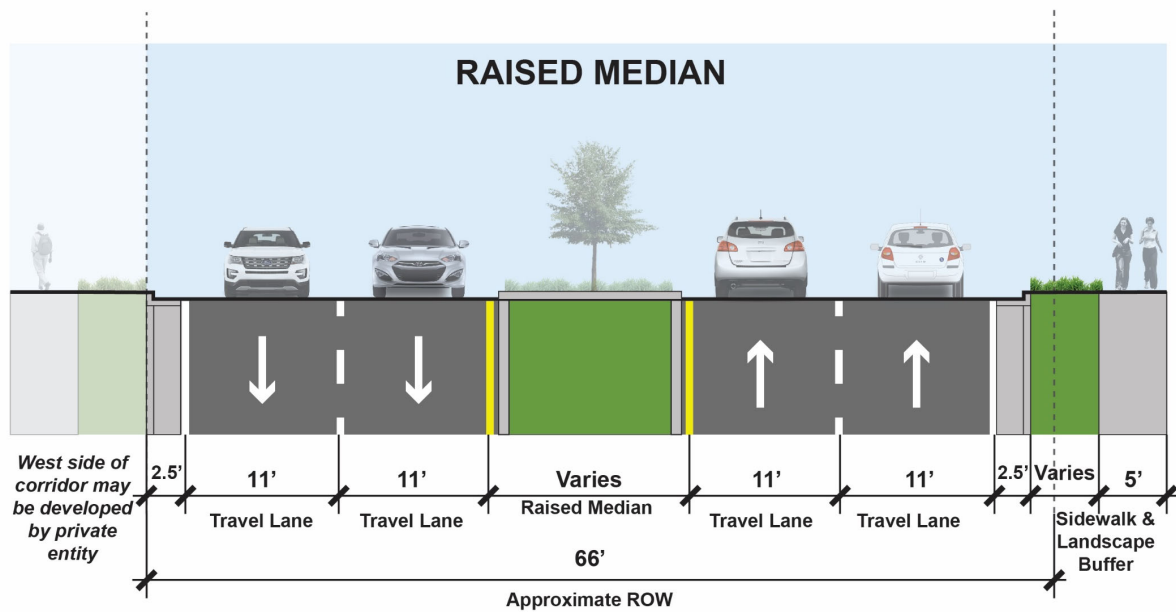 RAISED MEDIAN
West side of
corridor may
be developed
by private
entity
2.5’
11’
Travel Lane
11’
Travel Lane
Varies
Raised Median
11’
Travel Lane
11’
Travel Lane
2.5’
Varies
5’
Sidewalk &
Landscape
Buffer
66’
Approximate ROW